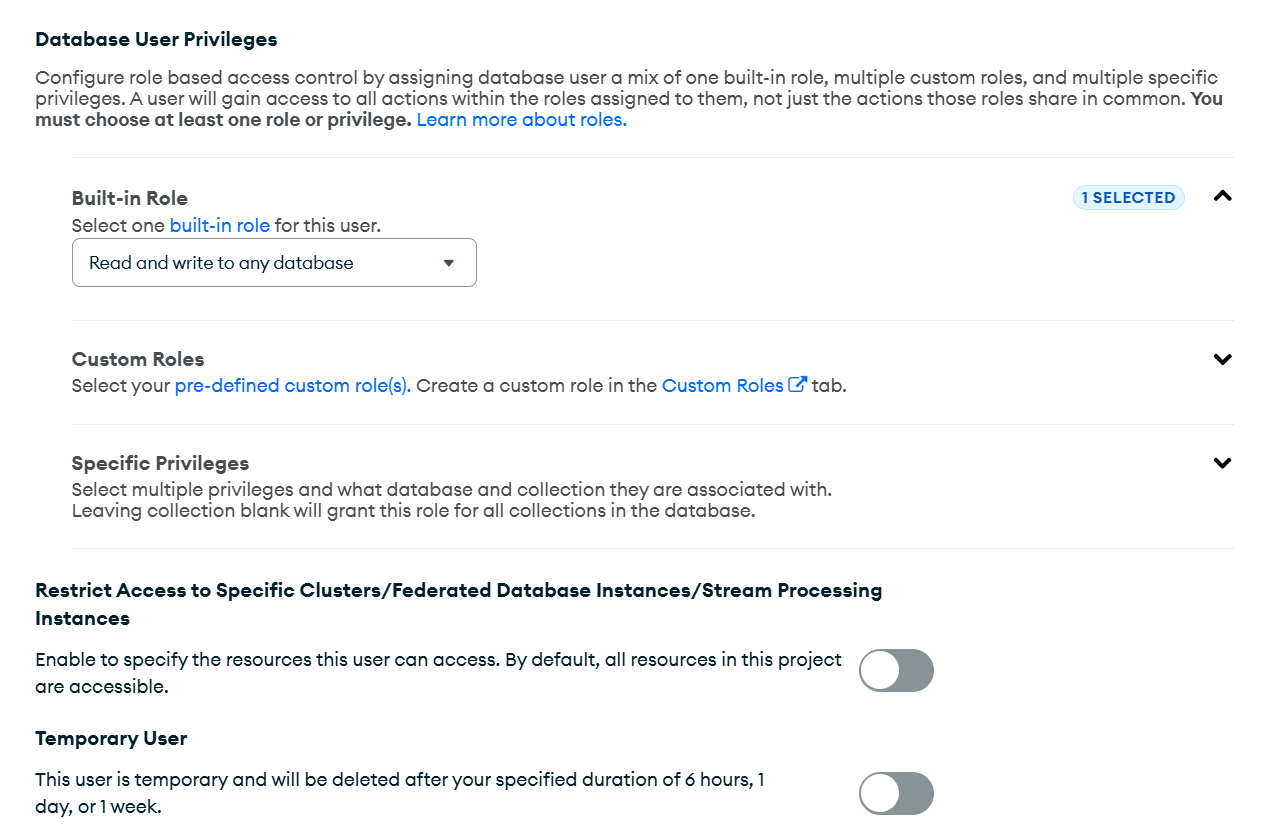 Database User Privileges
Configure role based access control by assigning database user a mix of one built-in role, multiple custom roles, and multiple specific
privileges. A user will gain access to all actions within the roles assigned to them, not just the actions those roles share in common. You
must choose at least one role or privilege. Learn more about roles.
Built-in Role
1 SELECTED
Select one built-in role for this user.
Read and write to any database
Custom Roles
Select your pre-defined custom role(s). Create a custom role in the Custom Roles tab.
Specific Privileges
Select multiple privileges and what database and collection they are associated with.
Leaving collection blank will grant this role for all collections in the database.
Restrict Access to Specific Clusters/Federated Database Instances/Stream Processing
Instances
Enable to specify the resources this user can access. By default, all resources in this project
are accessible.
Temporary User
This user is temporary and will be deleted after your specified duration of 6 hours, 1
day, or 1 week.